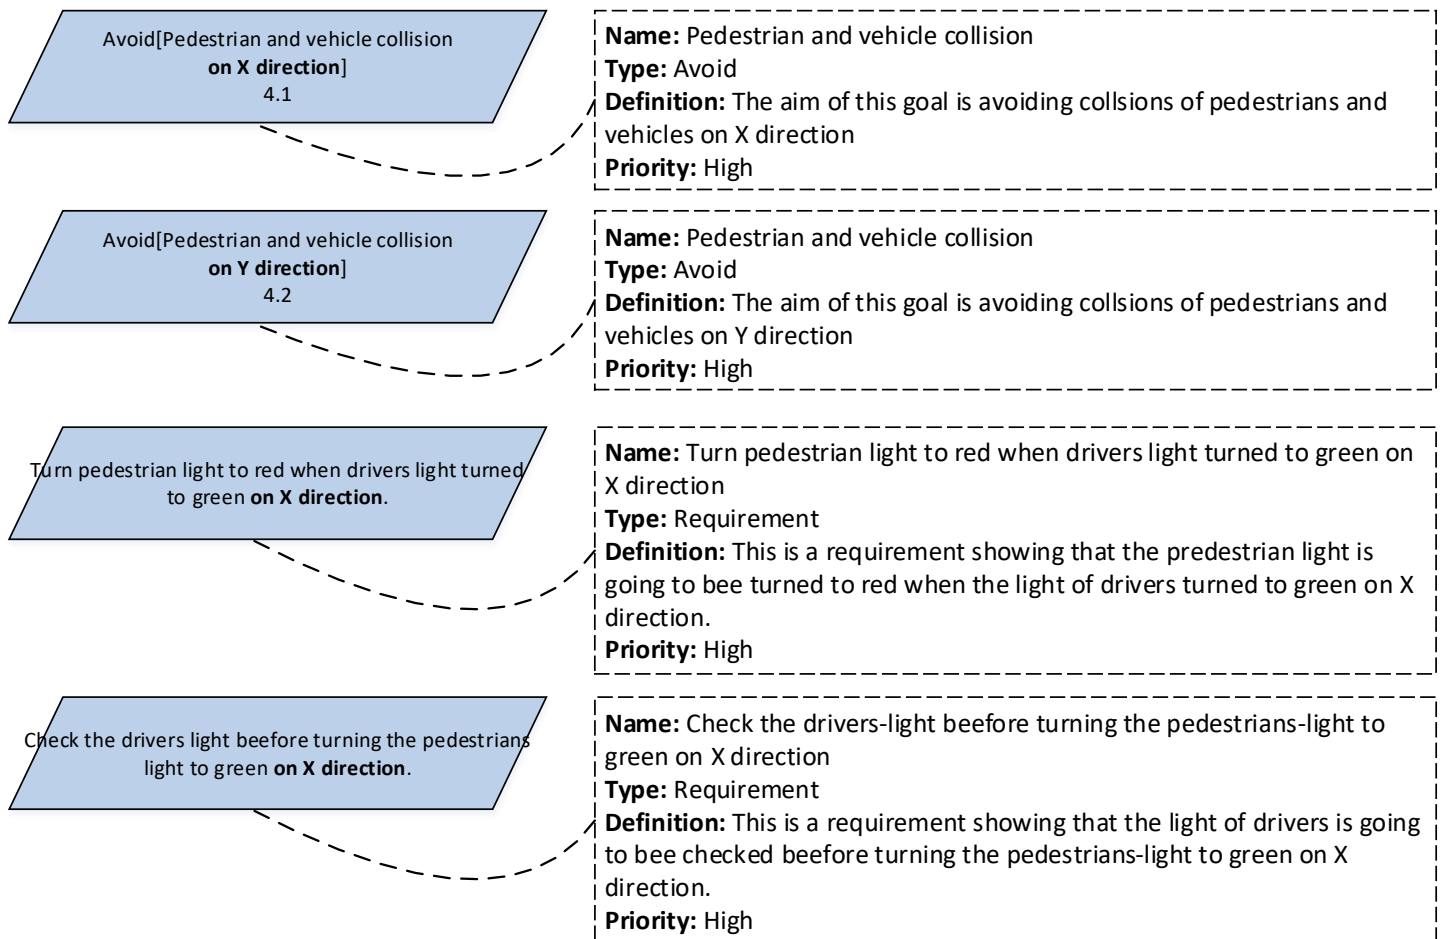 Avoid[Pedestrian and vehicle collision
on X direction]
4.1
Name: Pedestrian and vehicle collision
Type: Avoid
Definition: The aim of this goal is avoiding collsions of pedestrians and
vehicles on X direction
Priority: High
Avoid[Pedestrian and vehicle collision
on Y direction]
4.2
Name: Pedestrian and vehicle collision
Type: Avoid
Definition: The aim of this goal is avoiding collsions of pedestrians and
vehicles on Y direction
Priority: High
Turn pedestrian light to red when drivers light turned
to green on X direction.
Name: Turn pedestrian light to red when drivers light turned to green on
X direction
Type: Requirement
Definition: This is a requirement showing that the predestrian light is
going to bee turned to red when the light of drivers turned to green on X
direction.
Priority: High
Check the drivers light beefore turning the pedestrians
light to green on X direction.
Name: Check the drivers-light beefore turning the pedestrians-light to
green on X direction
Type: Requirement
Definition: This is a requirement showing that the light of drivers is going
to bee checked beefore turning the pedestrians-light to green on X
direction.
Priority: High